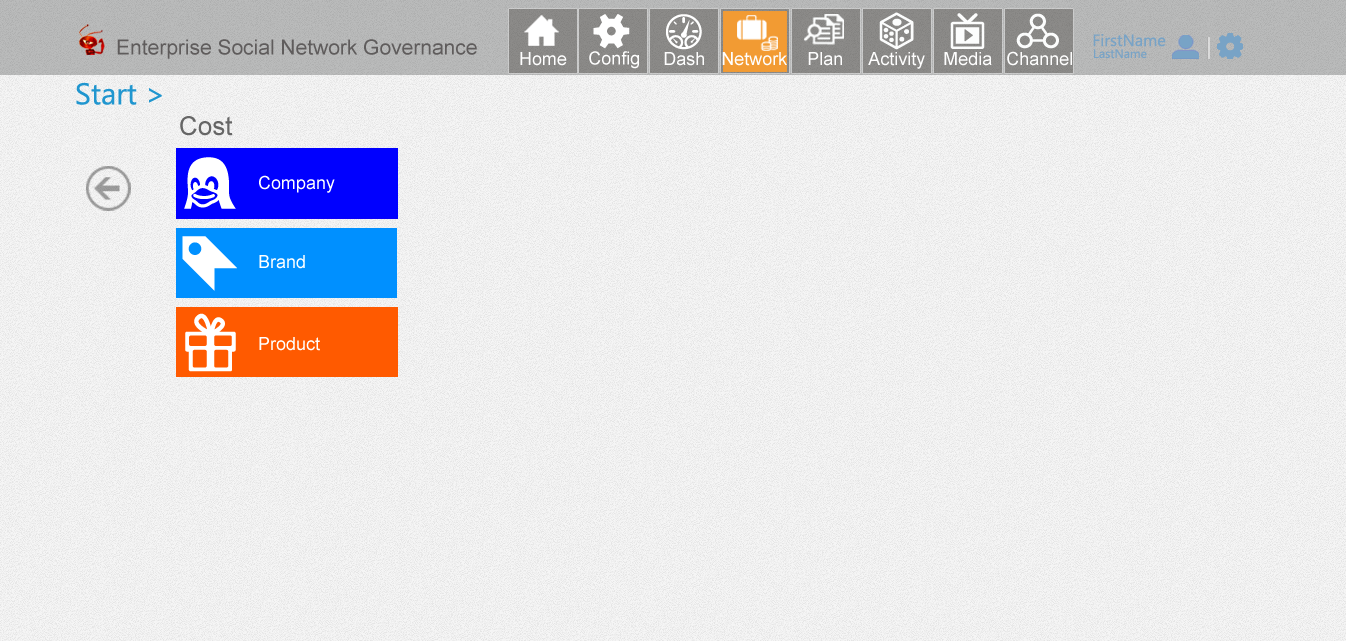 Enterprise Social Network Governance
Home
Config
Dash
Network
Plan
Activity
Media
Channel
FirstName
LastName
|
Start >
Cost
Company
Brand
Product